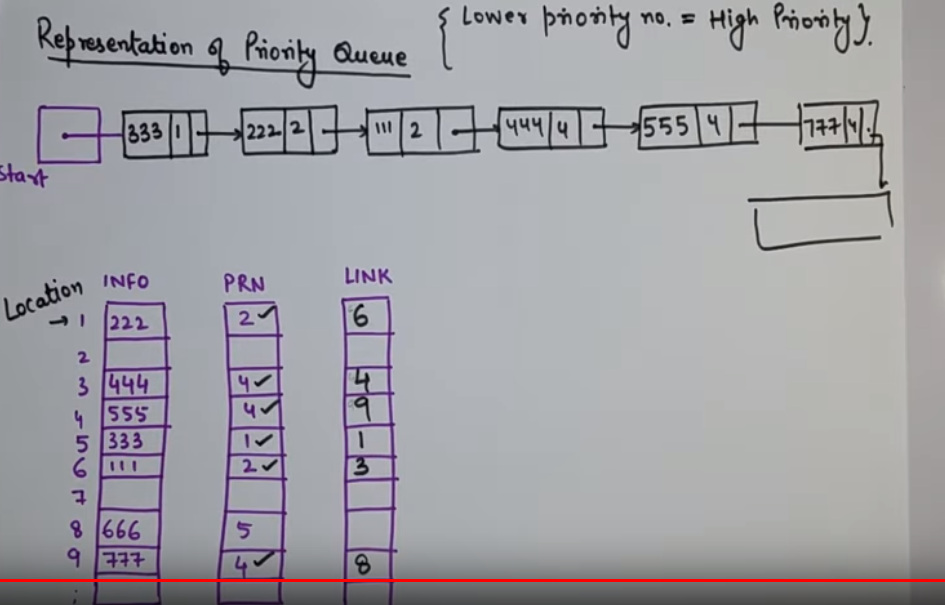 Representation of Priority Queue { Lower priority no. = High Priority }.
333 1 222 2 111 2 444 4 555 4 777 4
Start
Location INFO PRN LINK
→ 1 222 2 ✓ 6
2
3 444 4 ✓ 4
4 555 4 ✓ 9
5 333 1 ✓ 1
6 111 2 ✓ 3
7
8 666 5
9 777 4 ✓ 8